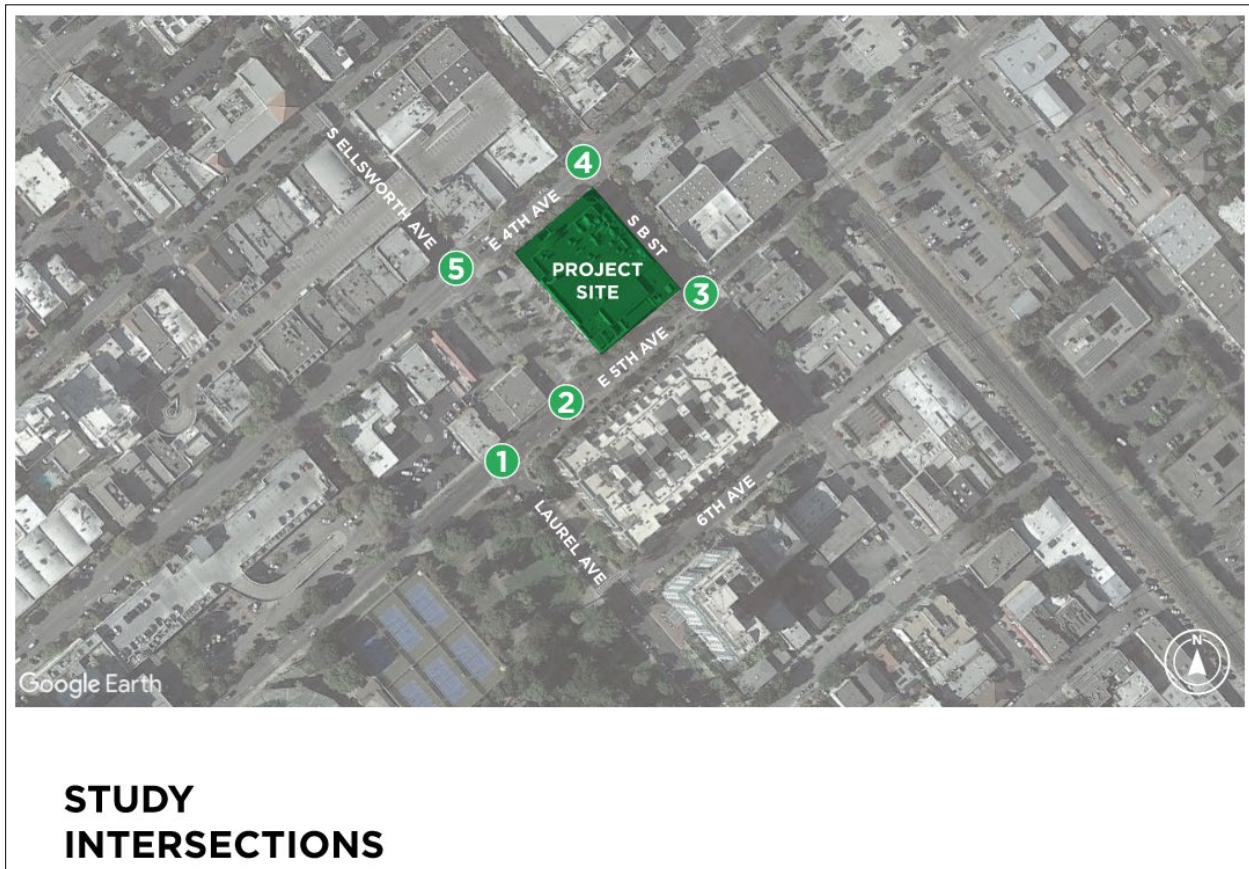 4
S ELLSWORTH AVE
E 4TH AVE
S B ST
5
PROJECT
SITE
3
E 5TH AVE
2
1
LAUREL AVE
6TH AVE
N
Google Earth
STUDY
INTERSECTIONS